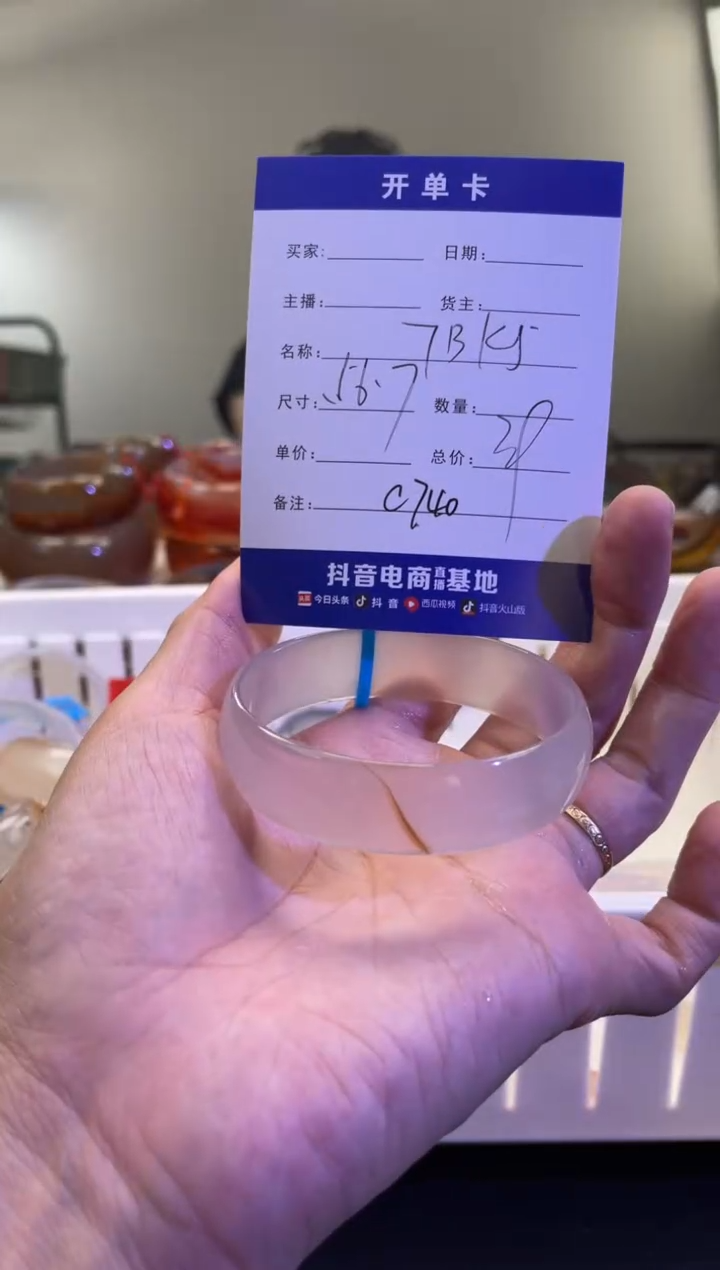 开单卡
买家: 日期:
主播: 货主:
名称: 7BKJ
尺寸: 56.7 数量:
单价: 总价:
备注: C740
抖音电商直播基地
今日头条 抖音 西瓜视频 抖音火山版